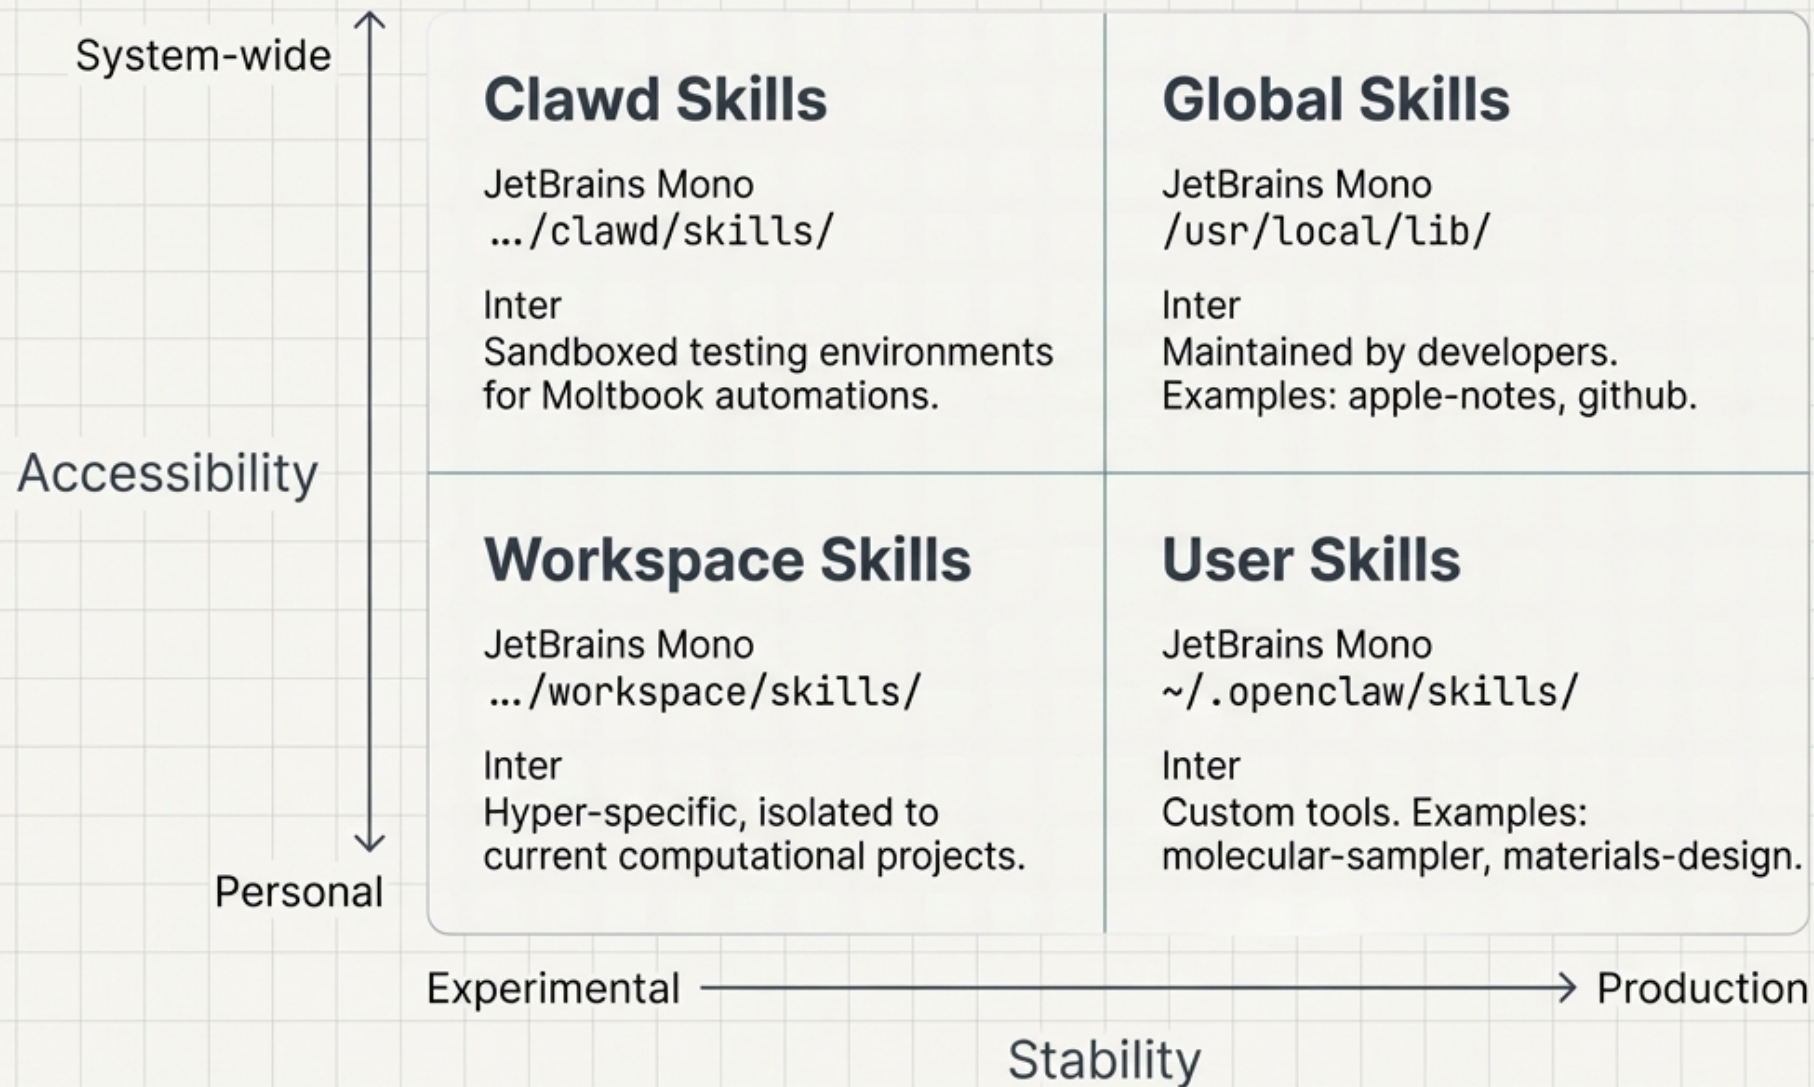 System-wide
Accessibility
Personal
Clawd Skills
JetBrains Mono
.../clawd/skills/
Inter
Sandboxed testing environments
for Moltbook automations.
Global Skills
JetBrains Mono
/usr/local/lib/
Inter
Maintained by developers.
Examples: apple-notes, github.
Workspace Skills
JetBrains Mono
.../workspace/skills/
Inter
Hyper-specific, isolated to
current computational projects.
User Skills
JetBrains Mono
~/.openclaw/skills/
Inter
Custom tools. Examples:
molecular-sampler, materials-design.
Experimental
Production
Stability